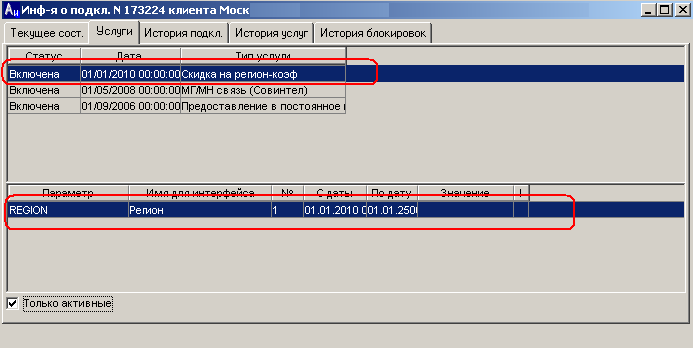 Инф-я о подкл. N 173224 клиента Моск
Текущее сост. Услуги История подкл. История услуг История блокировок
Статус Дата Тип услуги
Включена 01/01/2010 00:00:00 Скидка на регион-коэф
Включена 01/05/2008 00:00:00 МГ/МН связь (Совинтел)
Включена 01/09/2006 00:00:00 Предоставление в постоянное
Параметр Имя для интерфейса № С даты По дату Значение !
REGION Регион 1 01.01.2010 0 01.01.250
Только активные